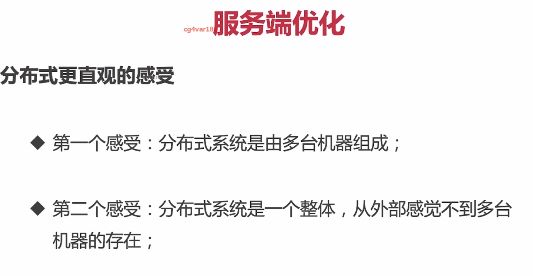 服务端优化
分布式更直观的感受
◆ 第一个感受：分布式系统是由多台机器组成；
◆ 第二个感受：分布式系统是一个整体，从外部感觉不到多台
机器的存在；